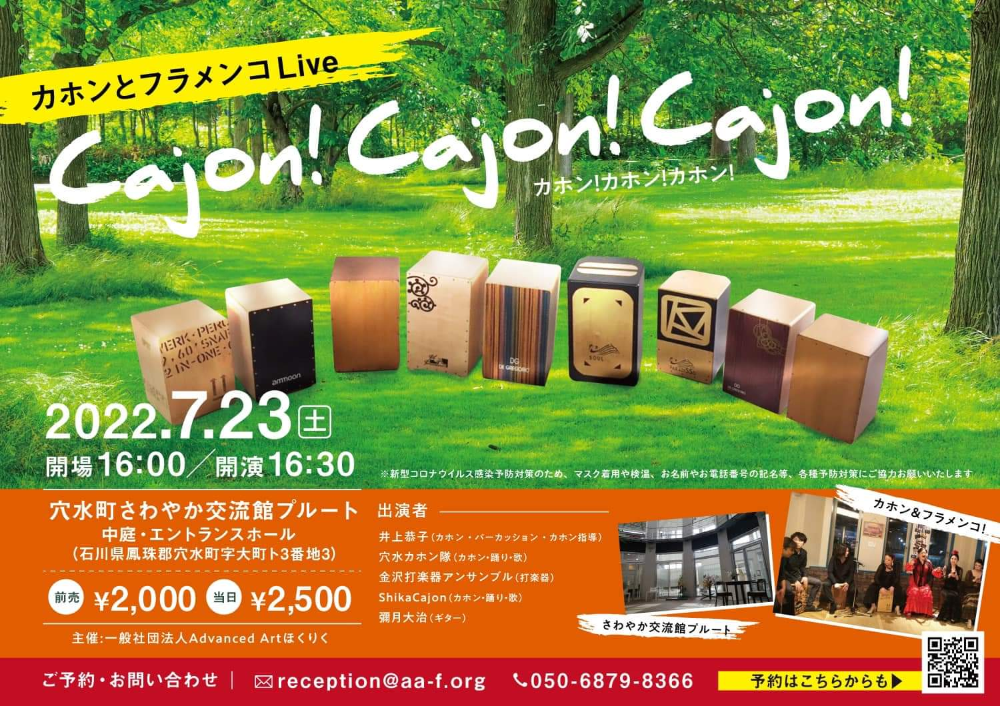 カホンとフラメンコLive
Cajon! Cajon! Cajon!
カホン!カホン!カホン!
ammoon
DG
DE GREGORIO
SOUL
PARADISSO
DG
DE GREGORIO
2022.7.23 土
開場16:00／開演16:30
※新型コロナウイルス感染予防対策のため、マスク着用や検温、お名前やお電話番号の記名等、各種予防対策にご協力お願いいたします
穴水町さわやか交流館プルート
中庭・エントランスホール
（石川県鳳珠郡穴水町字大町ト3番地3）
前売 ¥2,000 当日 ¥2,500
主催:一般社団法人Advanced Artほくりく
出演者
井上恭子（カホン・パーカッション・カホン指導）
穴水カホン隊（カホン・踊り・歌）
金沢打楽器アンサンブル（打楽器）
ShikaCajon（カホン・踊り・歌）
彌月大治（ギター）
さわやか交流館プルート
カホン&フラメンコ!
ご予約・お問い合わせ
reception@aa-f.org
050-6879-8366
予約はこちらからも▶